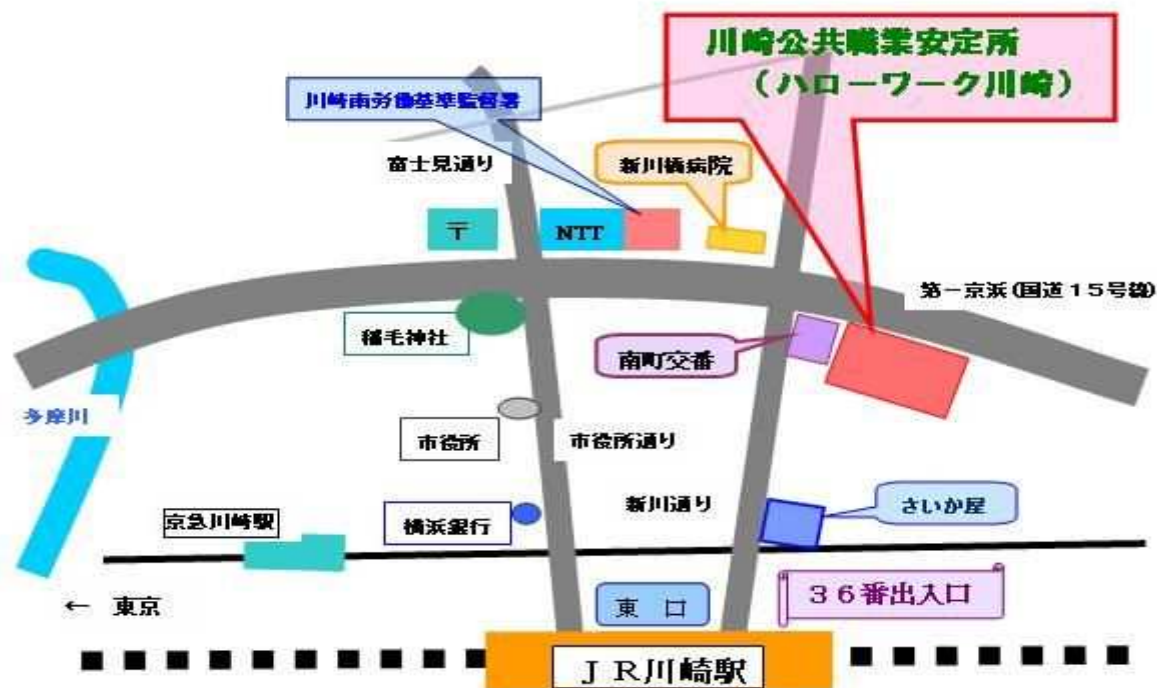 川崎公共職業安定所
（ハローワーク川崎）
川崎南労働基準監督署
富士見通り
新川橋病院
〒
NTT
第一京浜（国道１５号線）
稲毛神社
南町交番
多摩川
市役所
市役所通り
新川通り
さいか屋
京急川崎駅
横浜銀行
← 東京
東 口
３６番出入口
ＪＲ川崎駅